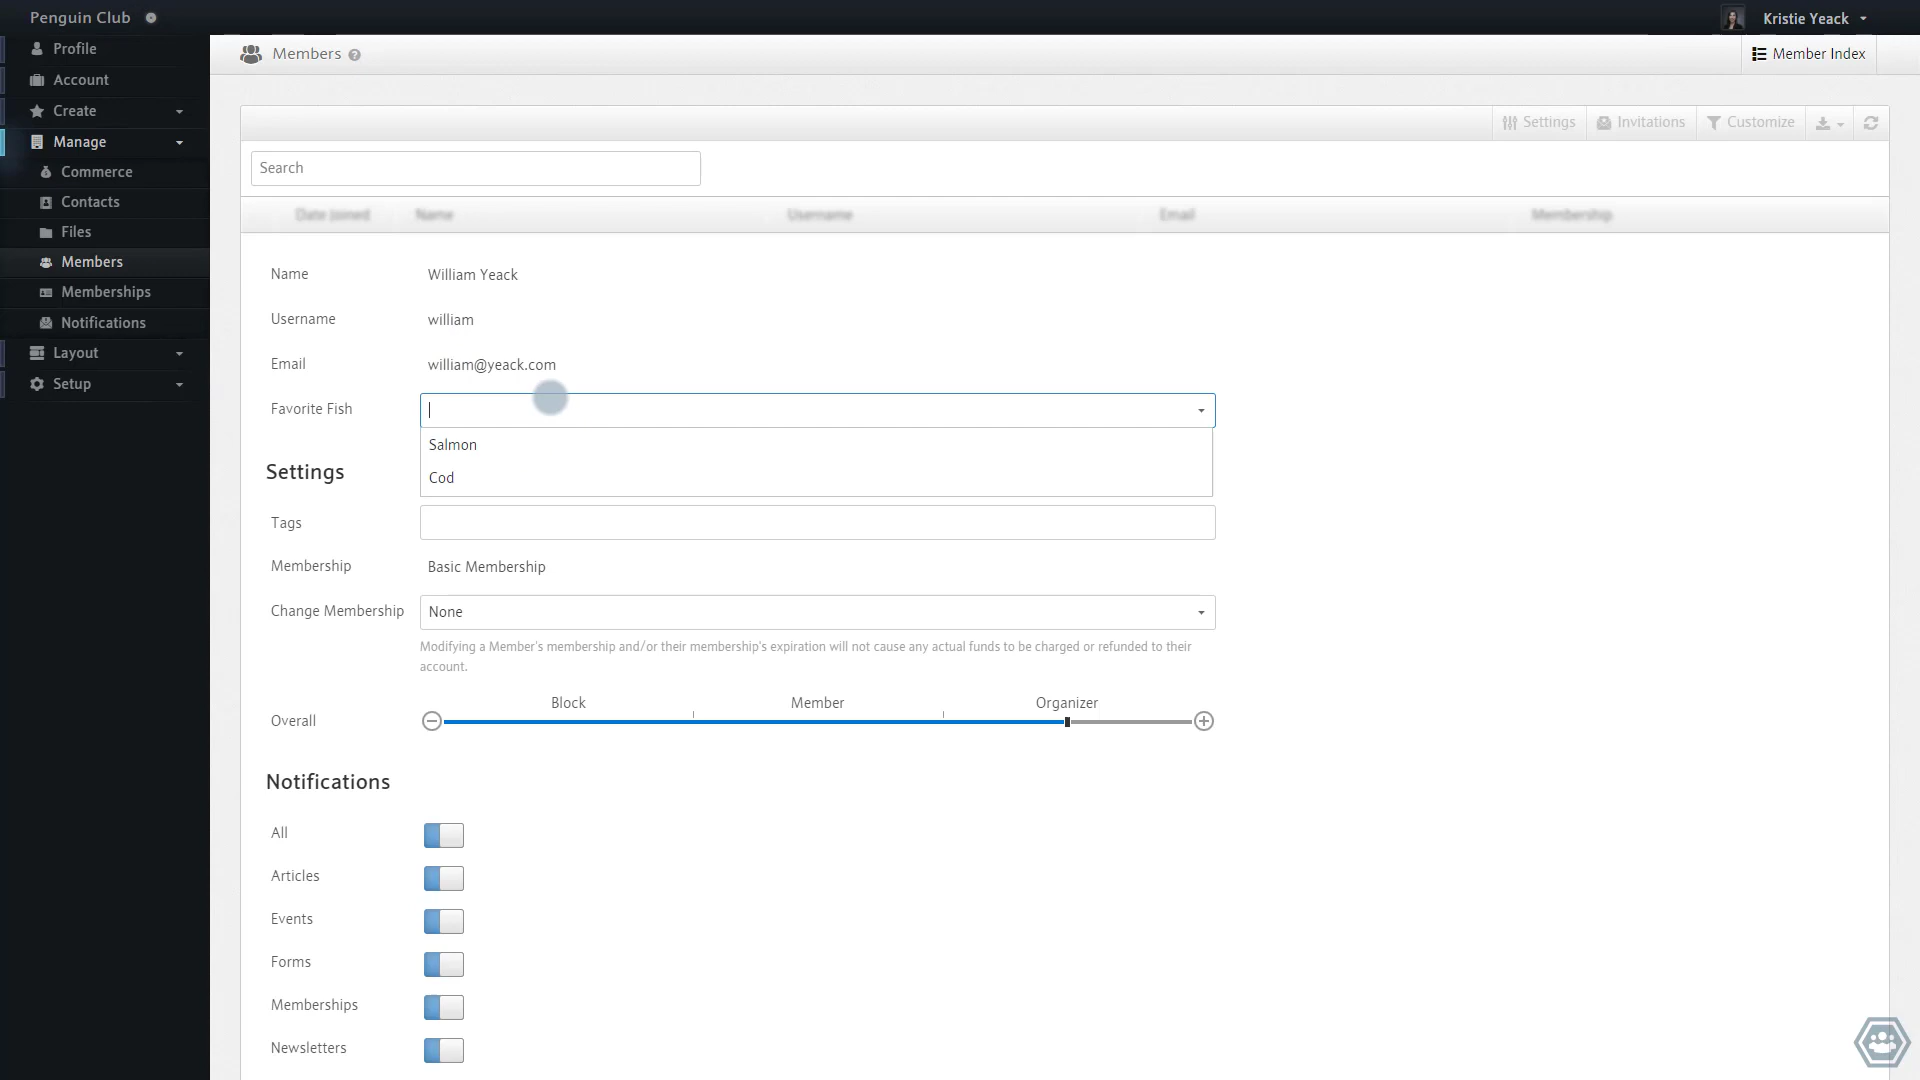 Penguin Club
Kristie Yeack
Profile
Account
Create
Manage
Commerce
Contacts
Files
Members
Memberships
Notifications
Layout
Setup
Members
Member Index
Settings
Invitations
Customize
Search
Date Joined
Name
Username
Email
Membership
Name
William Yeack
Username
william
Email
william@yeack.com
Favorite Fish
Salmon
Cod
Settings
Tags
Membership
Basic Membership
Change Membership
None
Modifying a Member's membership and/or their membership's expiration will not cause any actual funds to be charged or refunded to their
account.
Block
Member
Organizer
Overall
Notifications
All
Articles
Events
Forms
Memberships
Newsletters